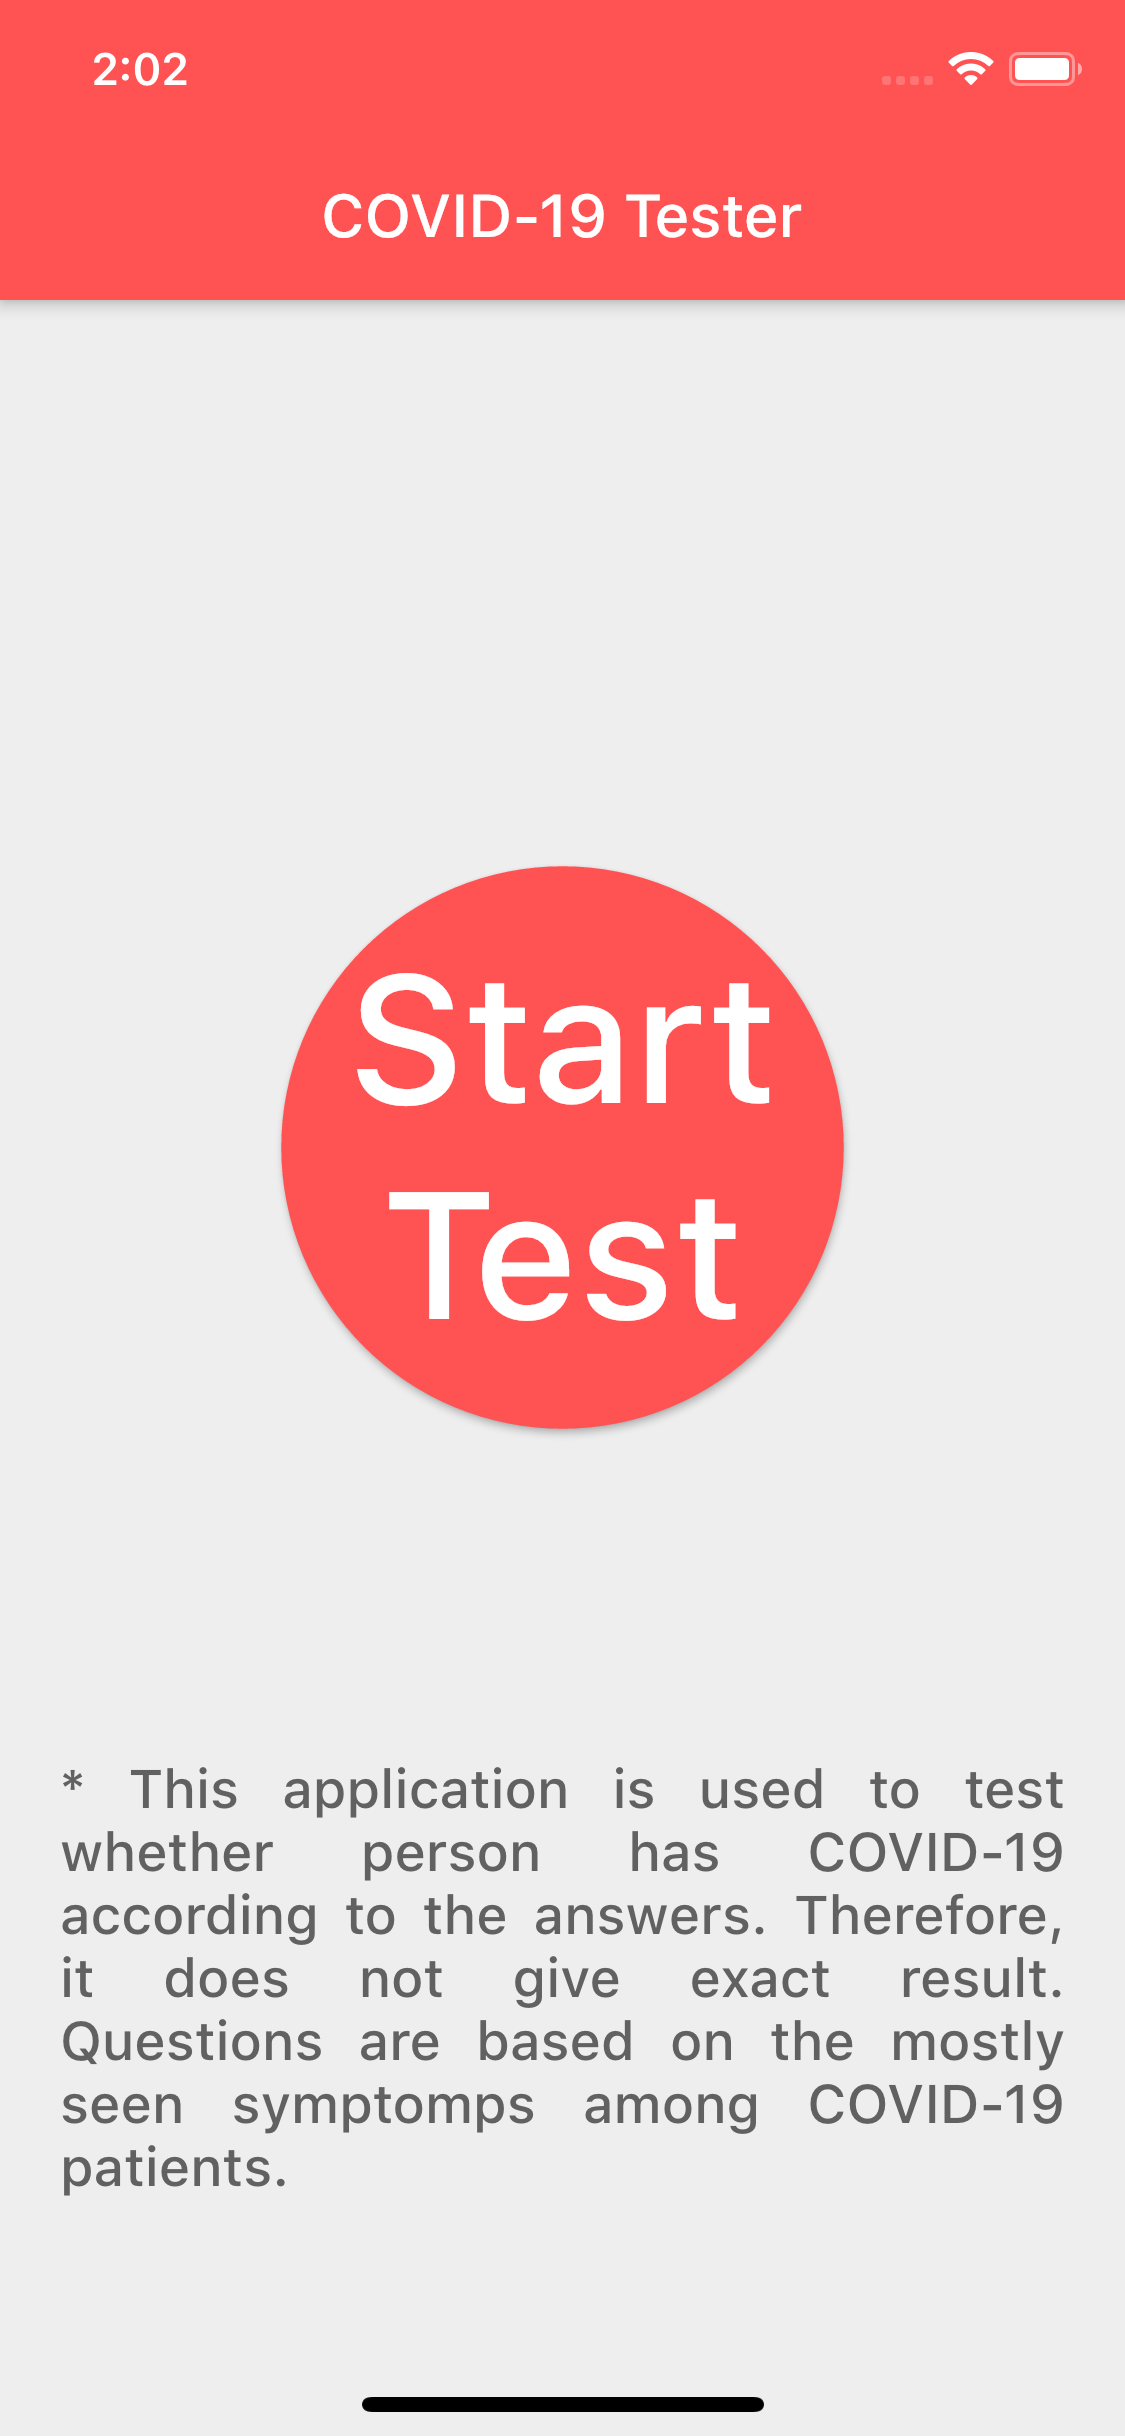 2:02
COVID-19 Tester
Start
Test
* This application is used to test
whether person has COVID-19
according to the answers. Therefore,
it does not give exact result.
Questions are based on the mostly
seen symptomps among COVID-19
patients.